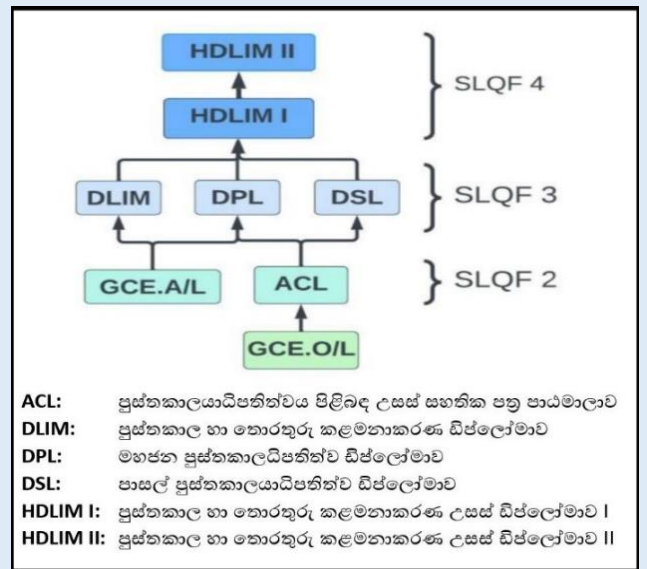 HDLIM II
SLQF 4
HDLIM I
DLIM DPL DSL SLQF 3
GCE.A/L ACL SLQF 2
GCE.O/L
ACL: පුස්තකාලයාධිපතිත්වය පිළිබඳ උසස් සහතික පත්‍ර පාඨමාලාව
DLIM: පුස්තකාල හා තොරතුරු කළමනාකරණ ඩිප්ලෝමාව
DPL: මහජන පුස්තකාලධිපතිත්ව ඩිප්ලෝමාව
DSL: පාසල් පුස්තකාලයාධිපතිත්ව ඩිප්ලෝමාව
HDLIM I: පුස්තකාල හා තොරතුරු කළමනාකරණ උසස් ඩිප්ලෝමාව I
HDLIM II: පුස්තකාල හා තොරතුරු කළමනාකරණ උසස් ඩිප්ලෝමාව II